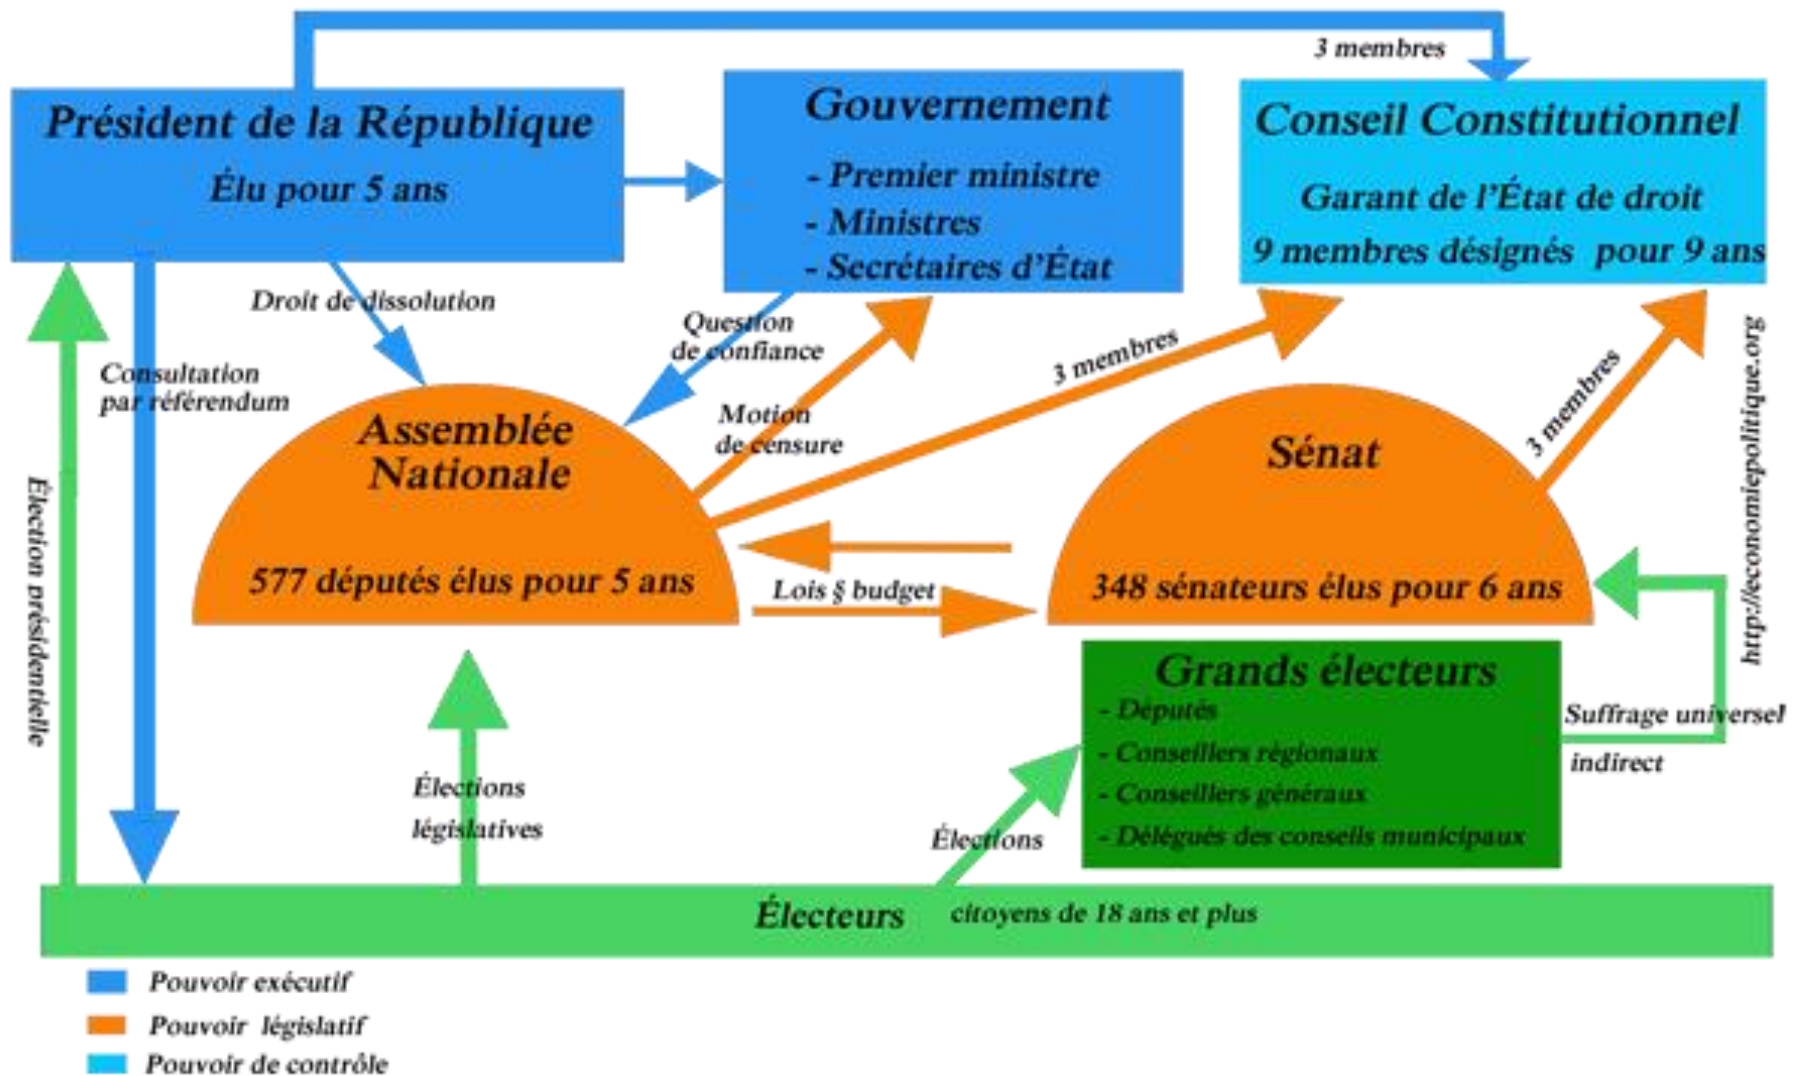 3 membres
Président de la République
Élu pour 5 ans
Gouvernement
- Premier ministre
- Ministres
- Secrétaires d'État
Conseil Constitutionnel
Garant de l'État de droit
9 membres désignés pour 9 ans
Droit de dissolution
Question
de confiance
Consultation
par référendum
Motion
de censure
3 membres
3 membres
http://economiepolitique.org
Élection présidentielle
Assemblée
Nationale
577 députés élus pour 5 ans
Lois § budget
Sénat
348 sénateurs élus pour 6 ans
Grands électeurs
- Députés
- Conseillers régionaux
- Conseillers généraux
- Délégués des conseils municipaux
Suffrage universel
indirect
Élections
législatives
Élections
Électeurs citoyens de 18 ans et plus
Pouvoir exécutif
Pouvoir législatif
Pouvoir de contrôle